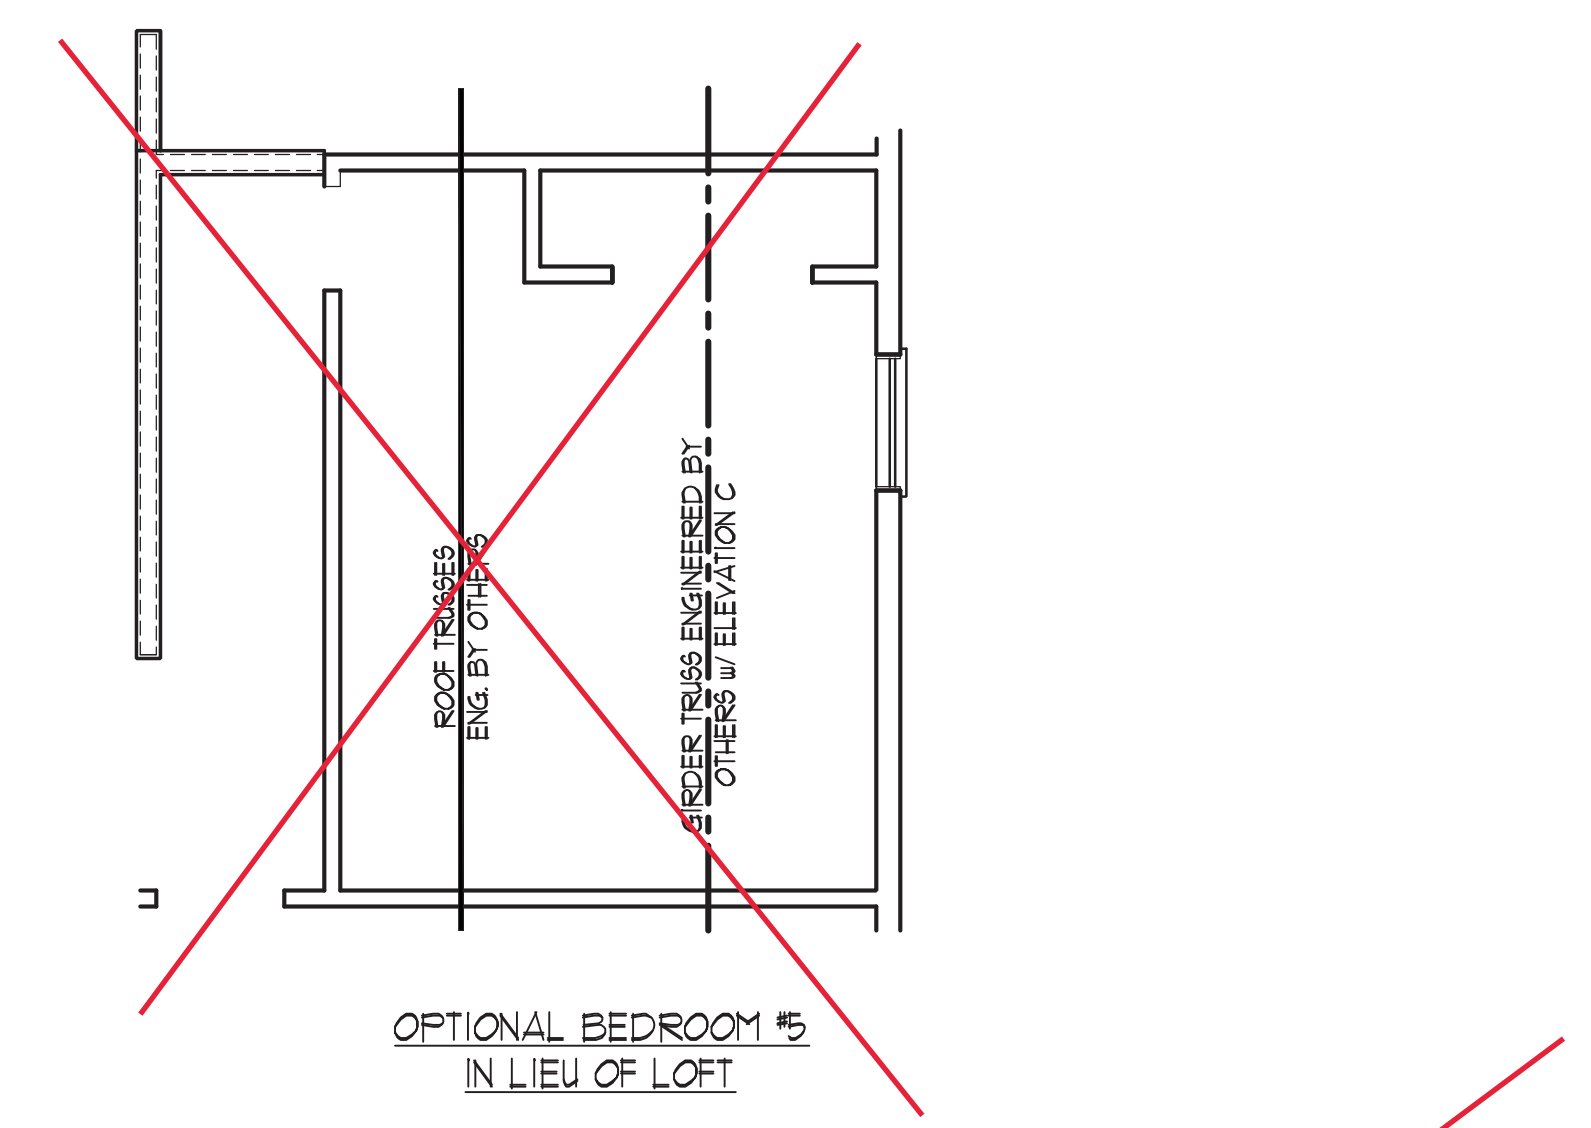 ROOF TRUSSES
ENG. BY OTHERS
GIRDER TRUSS ENGINEERED BY
OTHERS w/ ELEVATION C
OPTIONAL BEDROOM #5
IN LIEU OF LOFT